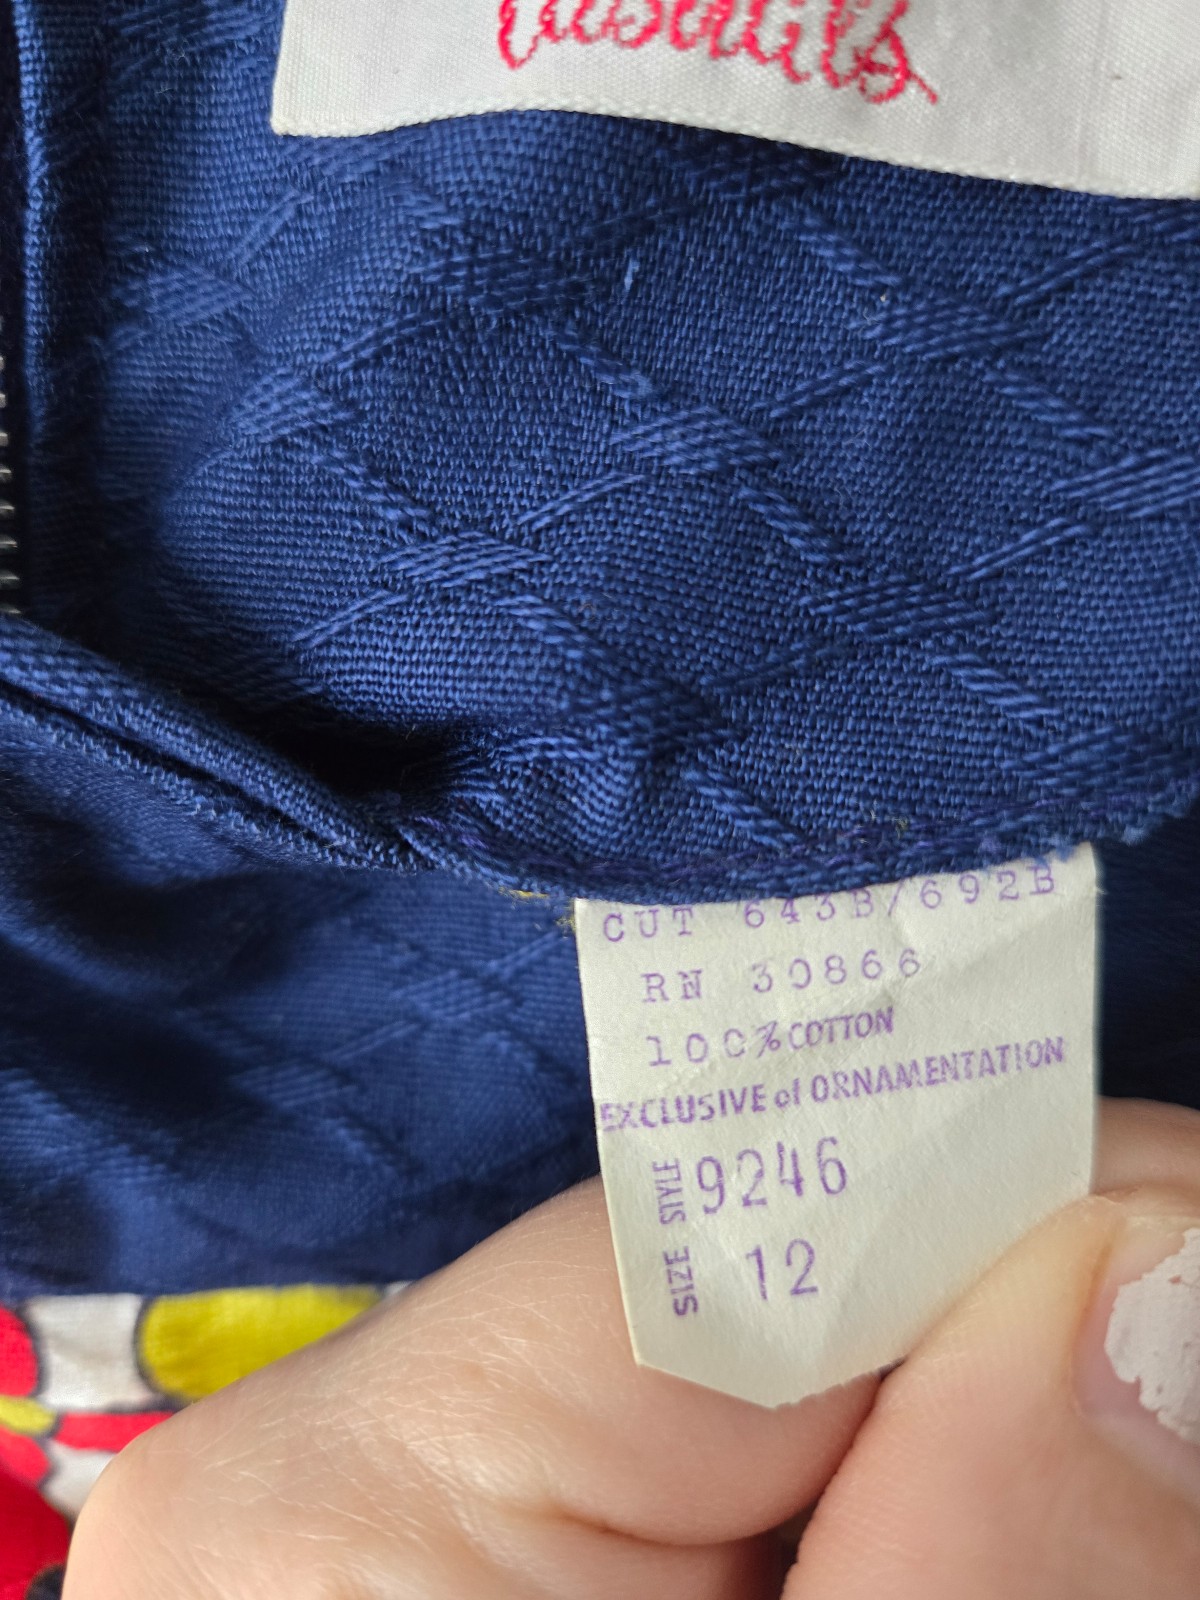 CUT 643B/692B
RN 30866
100% COTTON
EXCLUSIVE of ORNAMENTATION
STYLE 9246
SIZE 12